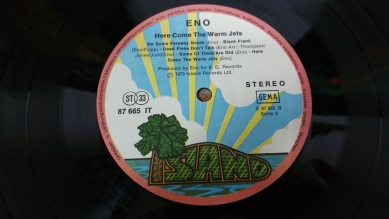 ENO
Here Come The Warm Jets
On Some Faraway Beach (Eno) · Blank Frank
(Eno/Fripp) · Dead Finks Don't Talk (Eno Arr. Thompson/
Jones/Judd/Eno) · Some Of Them Are Old (Eno) · Here
Come The Warm Jets (Eno)
Produced by Eno for E. G. Records
℗ 1973 Island Records Ltd.
ST 33
STEREO
87 665 IT
GEMA
Seite 2
ISLAND